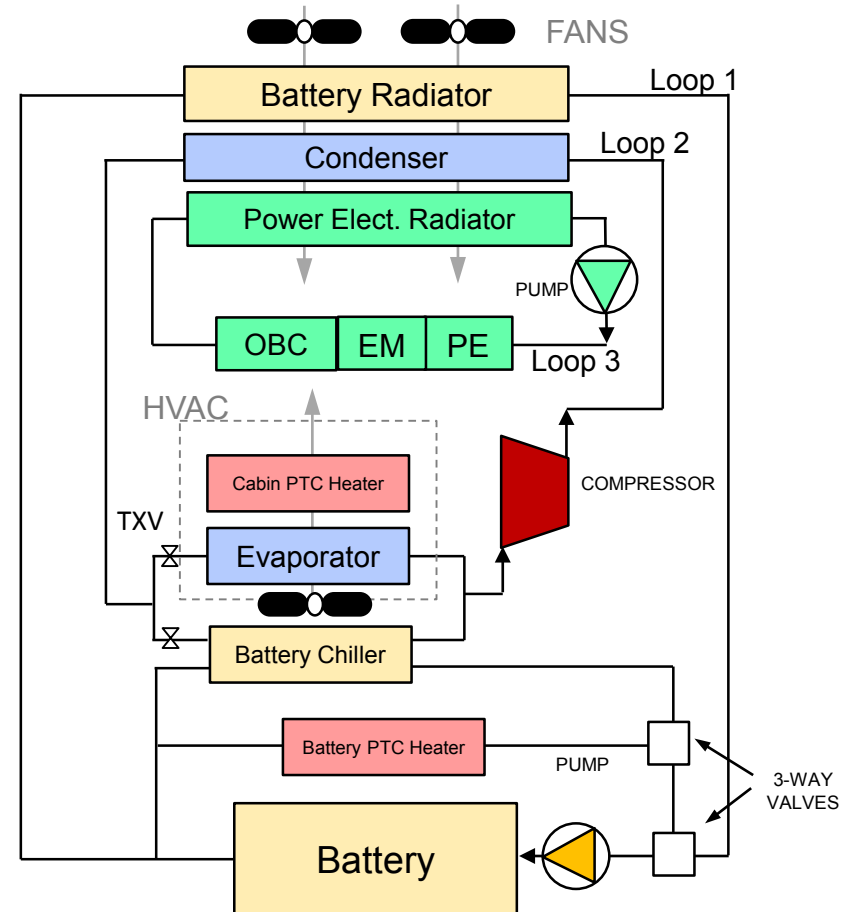 FANS
Loop 1
Battery Radiator
Loop 2
Condenser
Power Elect. Radiator
PUMP
OBC
EM
PE
Loop 3
HVAC
Cabin PTC Heater
COMPRESSOR
TXV
Evaporator
Battery Chiller
Battery PTC Heater
PUMP
3-WAY
VALVES
Battery